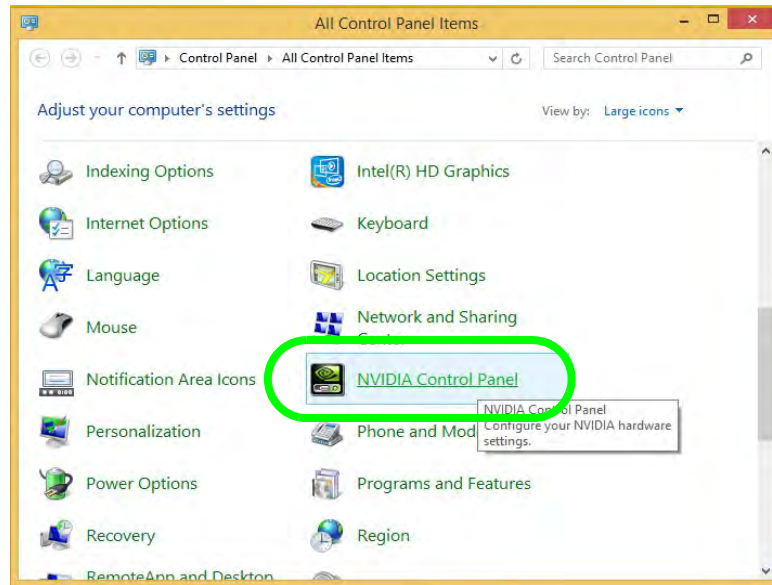 All Control Panel Items
Control Panel
All Control Panel Items
Search Control Panel
Adjust your computer's settings
View by: Large icons
Indexing Options
Intel(R) HD Graphics
Internet Options
Keyboard
Language
Location Settings
Mouse
Network and Sharing
Notification Area Icons
NVIDIA Control Panel
NVIDIA Control Panel
Configure your NVIDIA hardware
settings.
Personalization
Phone and Mod
Power Options
Programs and Features
Recovery
Region
RemoteApp and Desktop